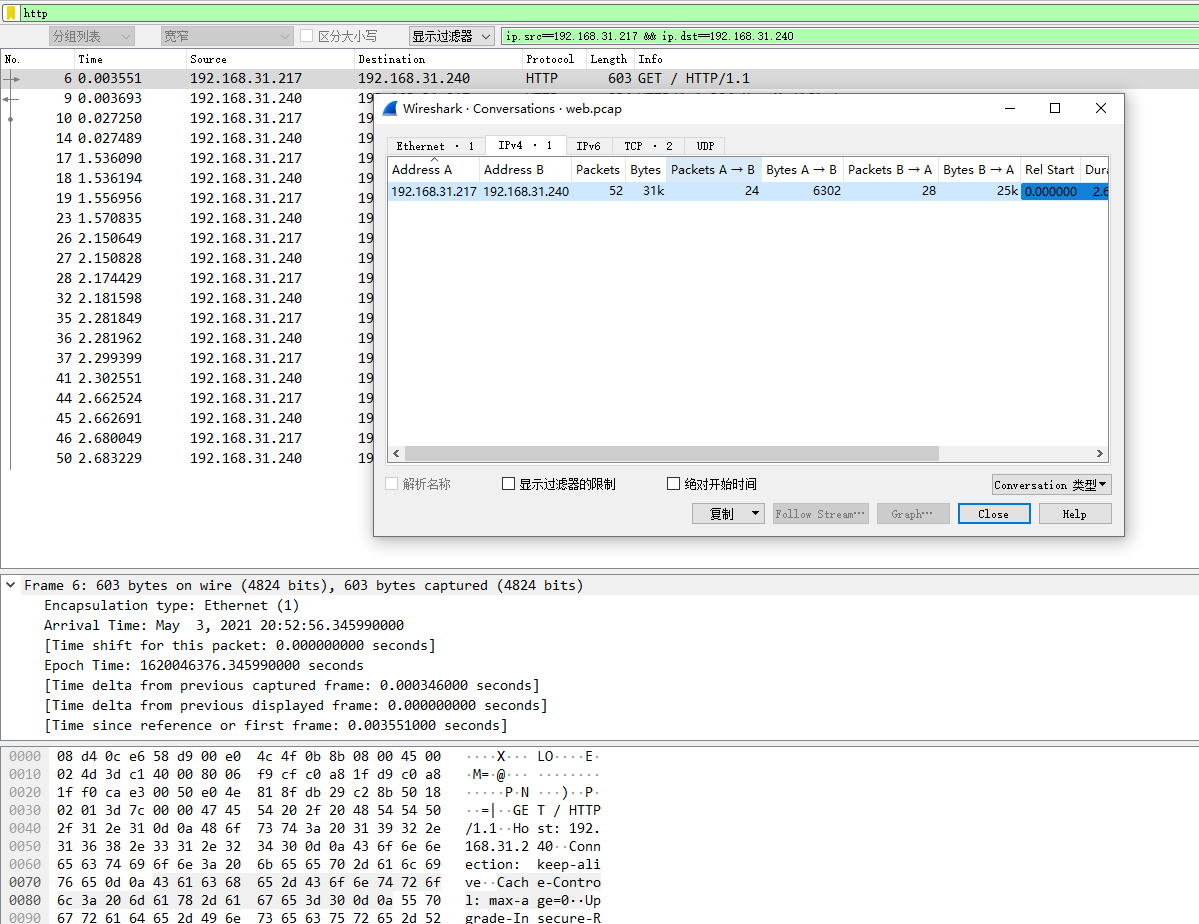 http
分组列表 宽窄 区分大小写 显示过滤器 ip.src==192.168.31.217 && ip.dst==192.168.31.240
No. Time Source Destination Protocol Length Info
6 0.003551 192.168.31.217 192.168.31.240 HTTP 603 GET / HTTP/1.1
9 0.003693 192.168.31.240 19
10 0.027250 192.168.31.217 19
14 0.027489 192.168.31.240 19
17 1.536090 192.168.31.217 19
18 1.536194 192.168.31.240 19
19 1.556956 192.168.31.217 19
23 1.570835 192.168.31.240 19
26 2.150649 192.168.31.217 19
27 2.150828 192.168.31.240 19
28 2.174429 192.168.31.217 19
32 2.181598 192.168.31.240 19
35 2.281849 192.168.31.217 19
36 2.281962 192.168.31.240 19
37 2.299399 192.168.31.217 19
41 2.302551 192.168.31.240 19
44 2.662524 192.168.31.217 19
45 2.662691 192.168.31.240 19
46 2.680049 192.168.31.217 19
50 2.683229 192.168.31.240 19
Wireshark · Conversations · web.pcap
Ethernet · 1 IPv4 · 1 IPv6 TCP · 2 UDP
Address A Address B Packets Bytes Packets A → B Bytes A → B Packets B → A Bytes B → A Rel Start Dura
192.168.31.217 192.168.31.240 52 31k 24 6302 28 25k 0.000000 2.6
解析名称 显示过滤器的限制 绝对开始时间 Conversation 类型
复制 Follow Stream… Graph… Close Help
Frame 6: 603 bytes on wire (4824 bits), 603 bytes captured (4824 bits)
Encapsulation type: Ethernet (1)
Arrival Time: May  3, 2021 20:52:56.345990000
[Time shift for this packet: 0.000000000 seconds]
Epoch Time: 1620046376.345990000 seconds
[Time delta from previous captured frame: 0.000346000 seconds]
[Time delta from previous displayed frame: 0.000000000 seconds]
[Time since reference or first frame: 0.003551000 seconds]
0000 08 d4 0c e6 58 d9 00 e0 4c 4f 0b 8b 08 00 45 00 ····X··· LO····E·
0010 02 4d 3d c1 40 00 80 06 f9 cf c0 a8 1f d9 c0 a8 ·M=·@··· ········
0020 1f f0 ca e3 00 50 e0 4e 81 8f db 29 c2 8b 50 18 ·····P·N ···)··P·
0030 02 01 3d 7c 00 00 47 45 54 20 2f 20 48 54 54 50 ··=|··GE T / HTTP
0040 2f 31 2e 31 0d 0a 48 6f 73 74 3a 20 31 39 32 2e /1.1··Ho st: 192.
0050 31 36 38 2e 33 31 2e 32 34 30 0d 0a 43 6f 6e 6e 168.31.2 40··Conn
0060 65 63 74 69 6f 6e 3a 20 6b 65 65 70 2d 61 6c 69 ection: keep-ali
0070 76 65 0d 0a 43 61 63 68 65 2d 43 6f 6e 74 72 6f ve··Cach e-Contro
0080 6c 3a 20 6d 61 78 2d 61 67 65 3d 30 0d 0a 55 70 l: max-a ge=0··Up
0090 67 72 61 64 65 2d 49 6e 73 65 63 75 72 65 2d 52 grade-In secure-R